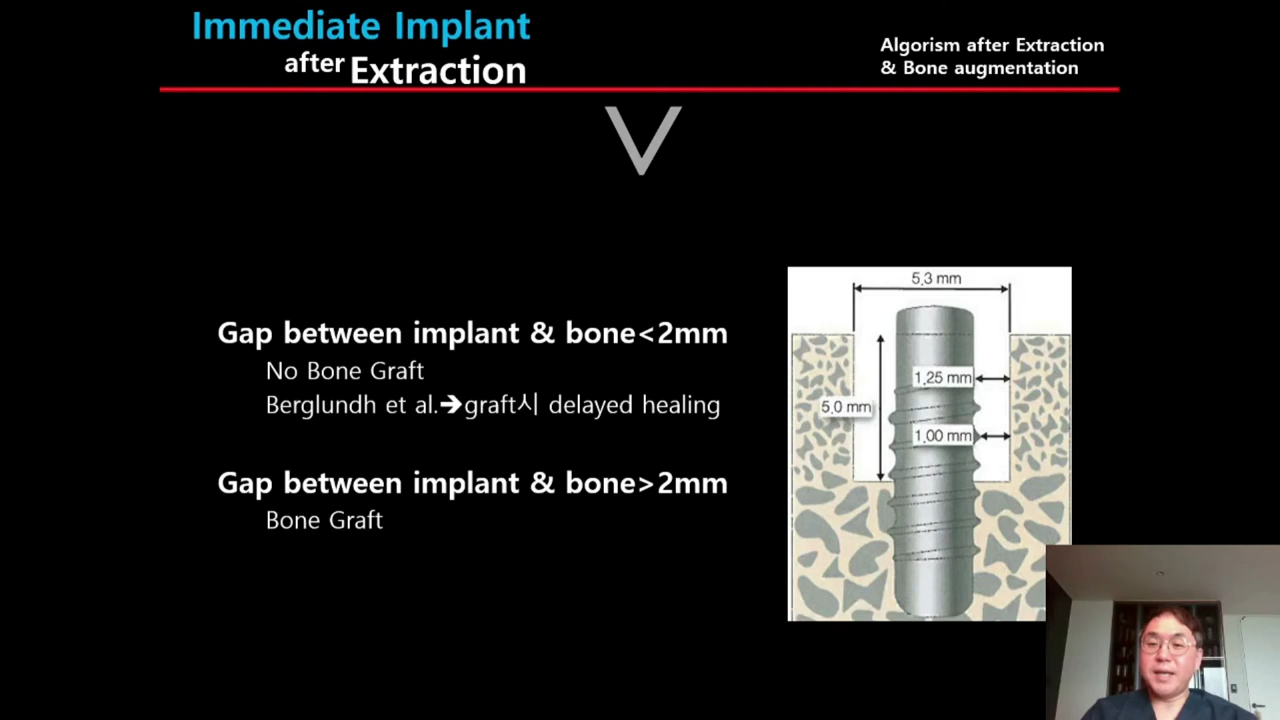 Immediate Implant
after Extraction
Algorism after Extraction
& Bone augmentation
V
Gap between implant & bone<2mm
No Bone Graft
Berglundh et al.➔graft시 delayed healing
Gap between implant & bone>2mm
Bone Graft
5.3 mm
1.25 mm
5.0 mm
1.00 mm